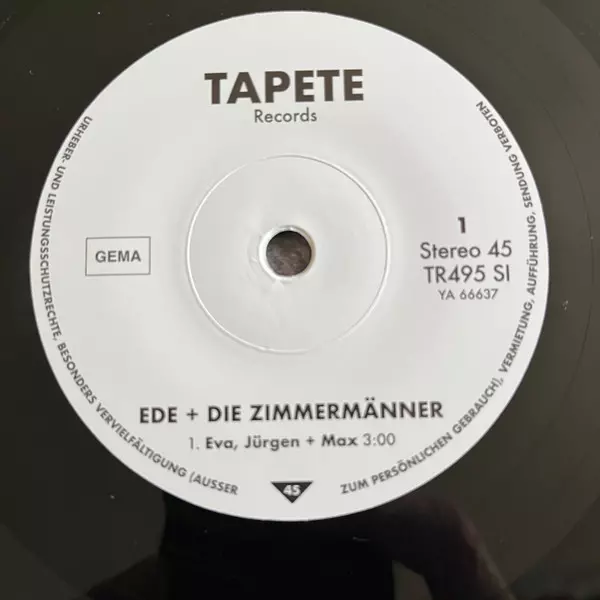 TAPETE
Records
GEMA
1
Stereo 45
TR495 SI
YA 66637
EDE + DIE ZIMMERMÄNNER
1. Eva, Jürgen + Max 3:00
45
URHEBER- UND LEISTUNGSSCHUTZRECHTE, BESONDERS VERVIELFÄLTIGUNG (AUSSER
ZUM PERSÖNLICHEN GEBRAUCH), VERMIETUNG, AUFFÜHRUNG, SENDUNG VERBOTEN